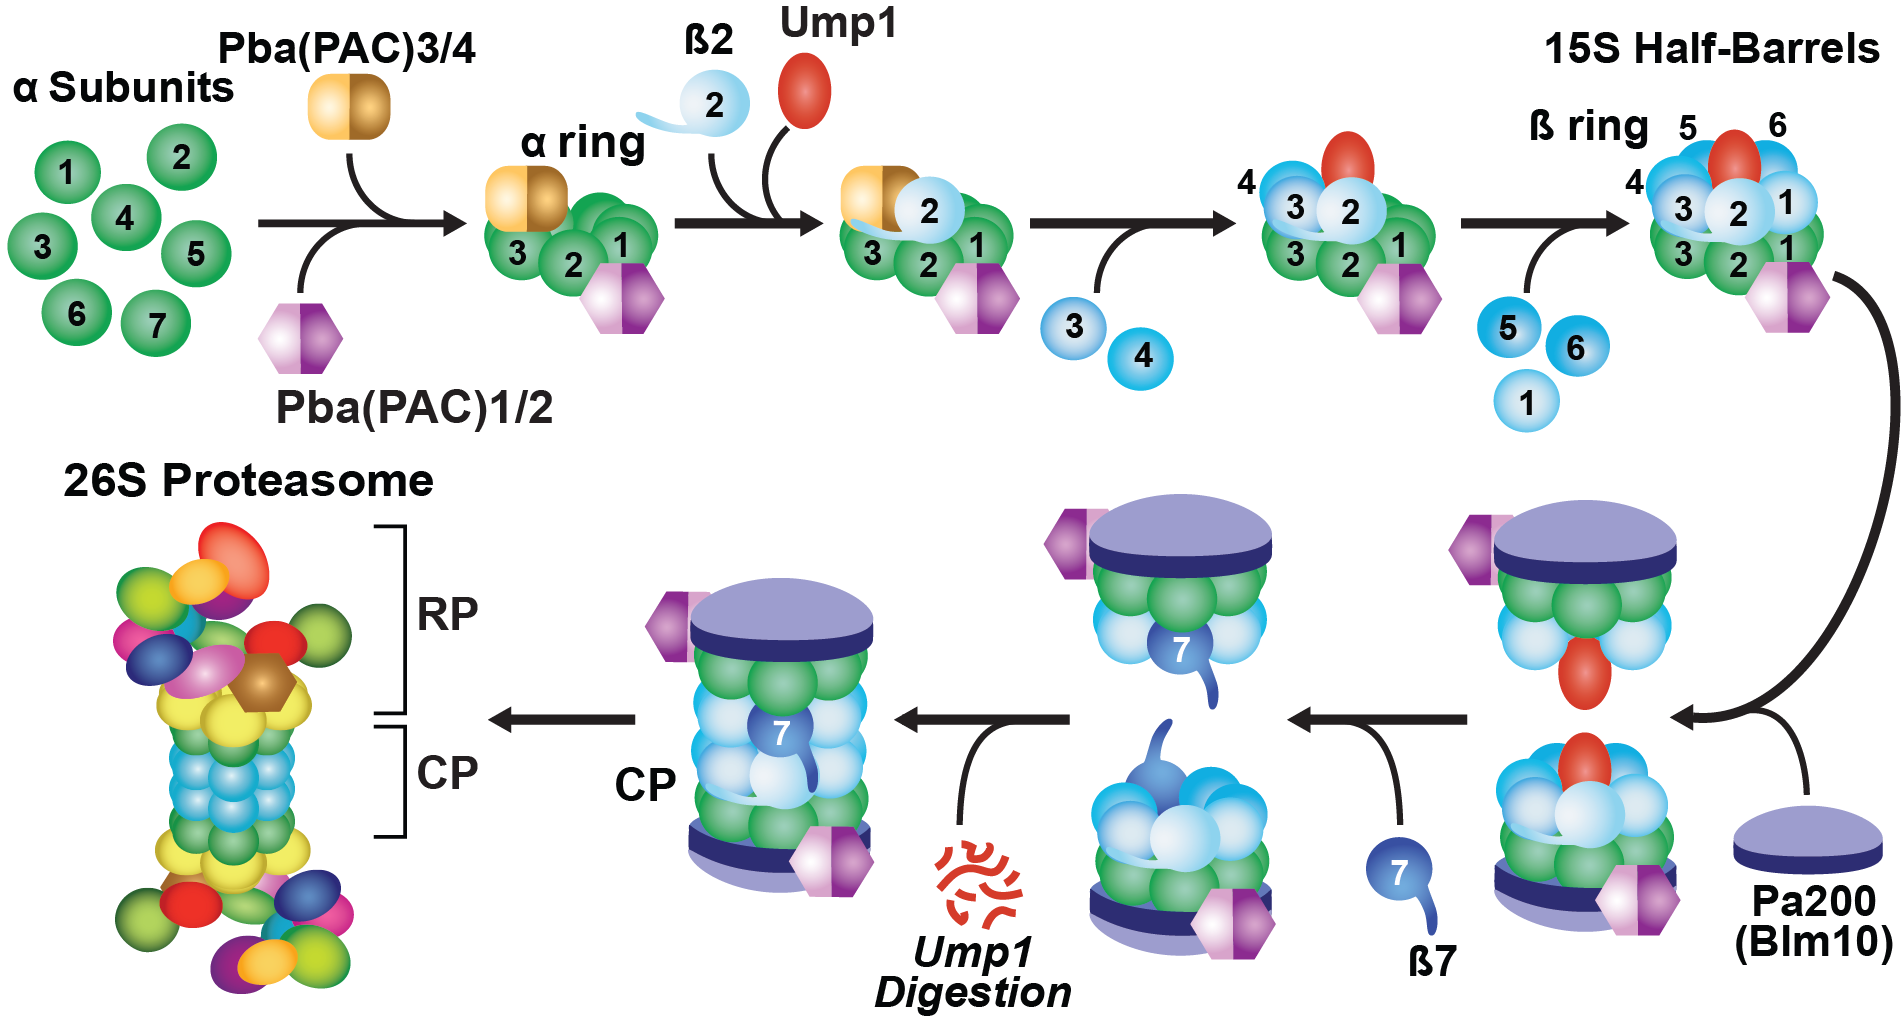 α Subunits
1
2
3
4
5
6
7
Pba(PAC)3/4
Pba(PAC)1/2
α ring
3
2
1
ß2
2
Ump1
2
3
2
1
3
4
4
3
2
3
2
1
5
6
1
15S Half-Barrels
ß ring
5
6
4
3
2
1
3
2
1
Pa200
(Blm10)
7
ß7
7
Ump1
Digestion
7
CP
26S Proteasome
RP
CP